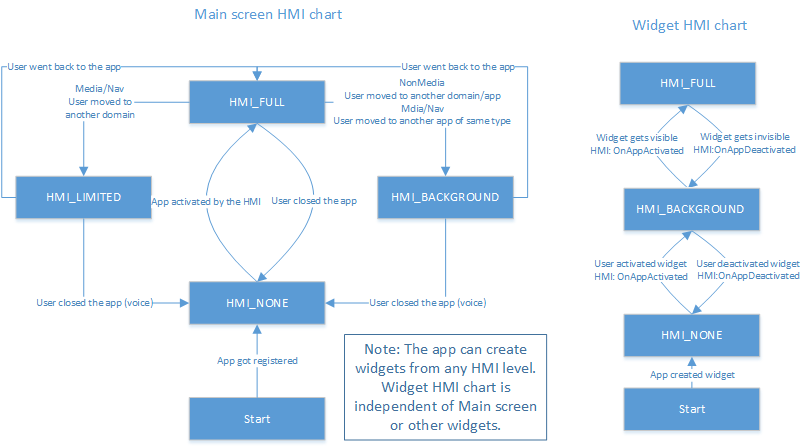 Main screen HMI chart
User went back to the app
User went back to the app
HMI_FULL
Media/Nav
User moved to
another domain
NonMedia
User moved to another domain/app
Mdia/Nav
User moved to another app of same type
HMI_LIMITED
App activated by the HMI
User closed the app
HMI_BACKGROUND
User closed the app (voice)
HMI_NONE
User closed the app (voice)
App got registered
Start
Note: The app can create
widgets from any HMI level.
Widget HMI chart is
independent of Main screen
or other widgets.
Widget HMI chart
HMI_FULL
Widget gets visible
HMI: OnAppActivated
Widget gets invisible
HMI:OnAppDeactivated
HMI_BACKGROUND
User activated widget
HMI: OnAppActivated
User deactivated widget
HMI:OnAppDeactivated
HMI_NONE
App created widget
Start